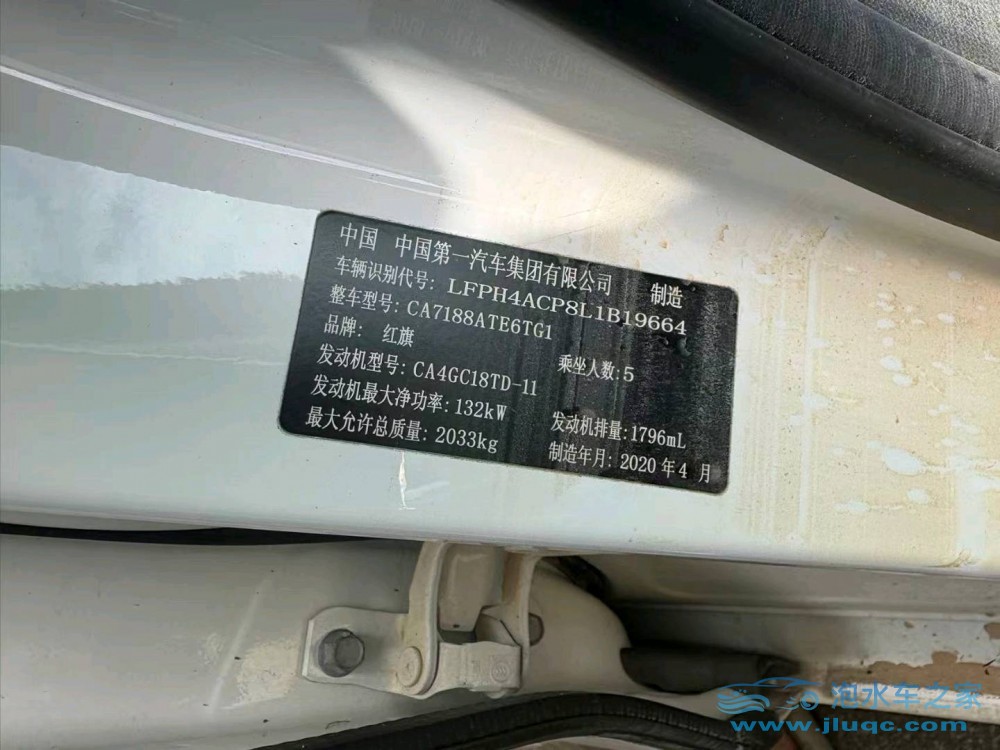 中国 中国第一汽车集团有限公司 制造
车辆识别代号: LFPH4ACP8L1B19664
整车型号: CA7188ATE6TG1
品牌: 红旗 乘坐人数: 5
发动机型号: CA4GC18TD-11
发动机最大净功率: 132kW 发动机排量: 1796mL
最大允许总质量: 2033kg 制造年月: 2020 年 4 月
泡水车之家
www.jluqc.com